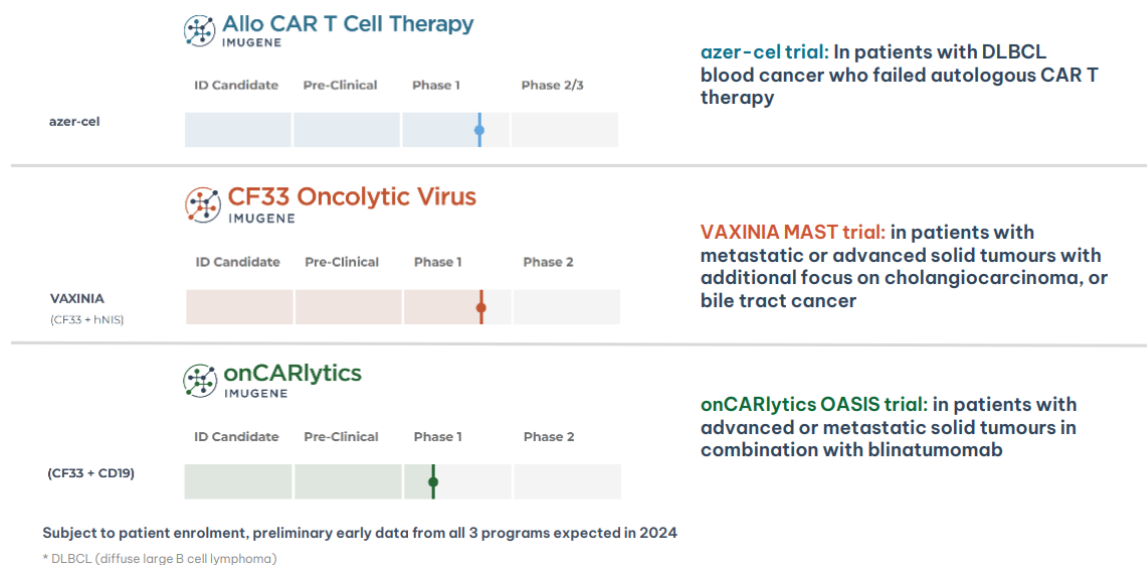 Allo CAR T Cell Therapy
IMUGENE
ID Candidate Pre-Clinical Phase 1 Phase 2/3
azer-cel
azer-cel trial: In patients with DLBCL
blood cancer who failed autologous CAR T
therapy
CF33 Oncolytic Virus
IMUGENE
ID Candidate Pre-Clinical Phase 1 Phase 2
VAXINIA
(CF33 + hNIS)
VAXINIA MAST trial: in patients with
metastatic or advanced solid tumours with
additional focus on cholangiocarcinoma, or
bile tract cancer
onCARlytics
IMUGENE
ID Candidate Pre-Clinical Phase 1 Phase 2
(CF33 + CD19)
onCARlytics OASIS trial: in patients with
advanced or metastatic solid tumours in
combination with blinatumomab
Subject to patient enrolment, preliminary early data from all 3 programs expected in 2024
* DLBCL (diffuse large B cell lymphoma)